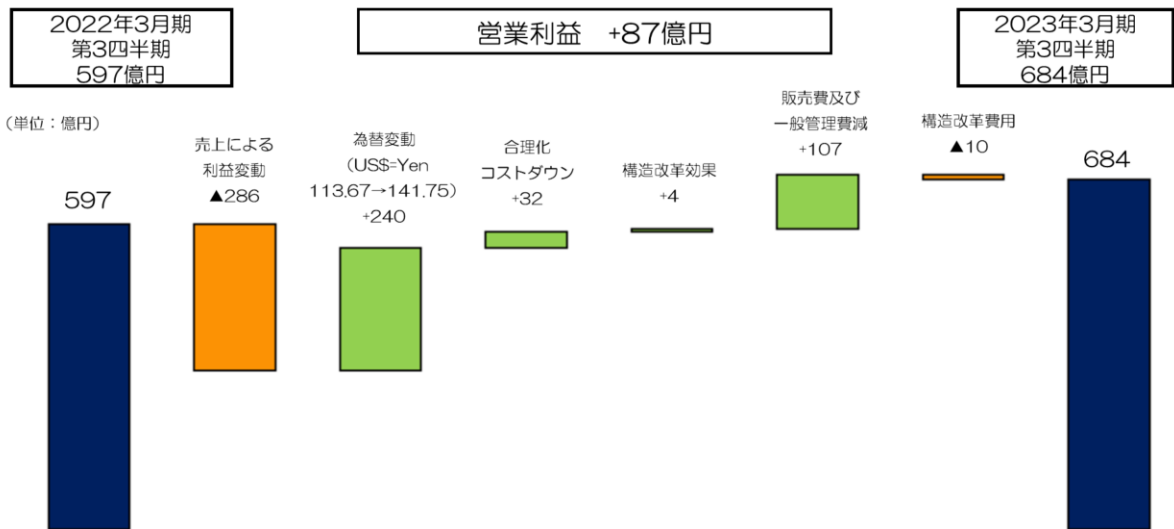 2022年3月期
第3四半期
597億円
営業利益 +87億円
2023年3月期
第3四半期
684億円
(単位:億円)
597
売上による
利益変動
▲286
為替変動
(US$=Yen
113.67→141.75)
+240
合理化
コストダウン
+32
構造改革効果
+4
販売費及び
一般管理費減
+107
構造改革費用
▲10
684